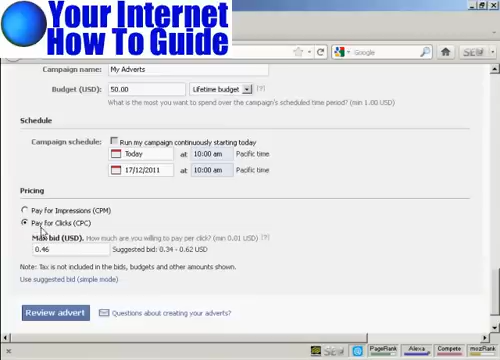 Your Internet
How To Guide
Google
Campaign name: My Adverts
Budget (USD): 50.00 Lifetime budget [?]
What is the most you want to spend over the campaign's scheduled time period? (min 1.00 USD)
Schedule
Campaign schedule: Run my campaign continuously starting today
Today at 10:00 am Pacific time
17/12/2011 at 10:00 am Pacific time
Pricing
Pay for Impressions (CPM)
Pay for Clicks (CPC)
Max bid (USD). How much are you willing to pay per click? (min 0.01 USD) [?]
0.46 Suggested bid: 0.34 - 0.62 USD
Note: Tax is not included in the bids, budgets and other amounts shown.
Use suggested bid (simple mode)
Review advert Questions about creating your adverts?
PageRank Alexa Compete mozRank